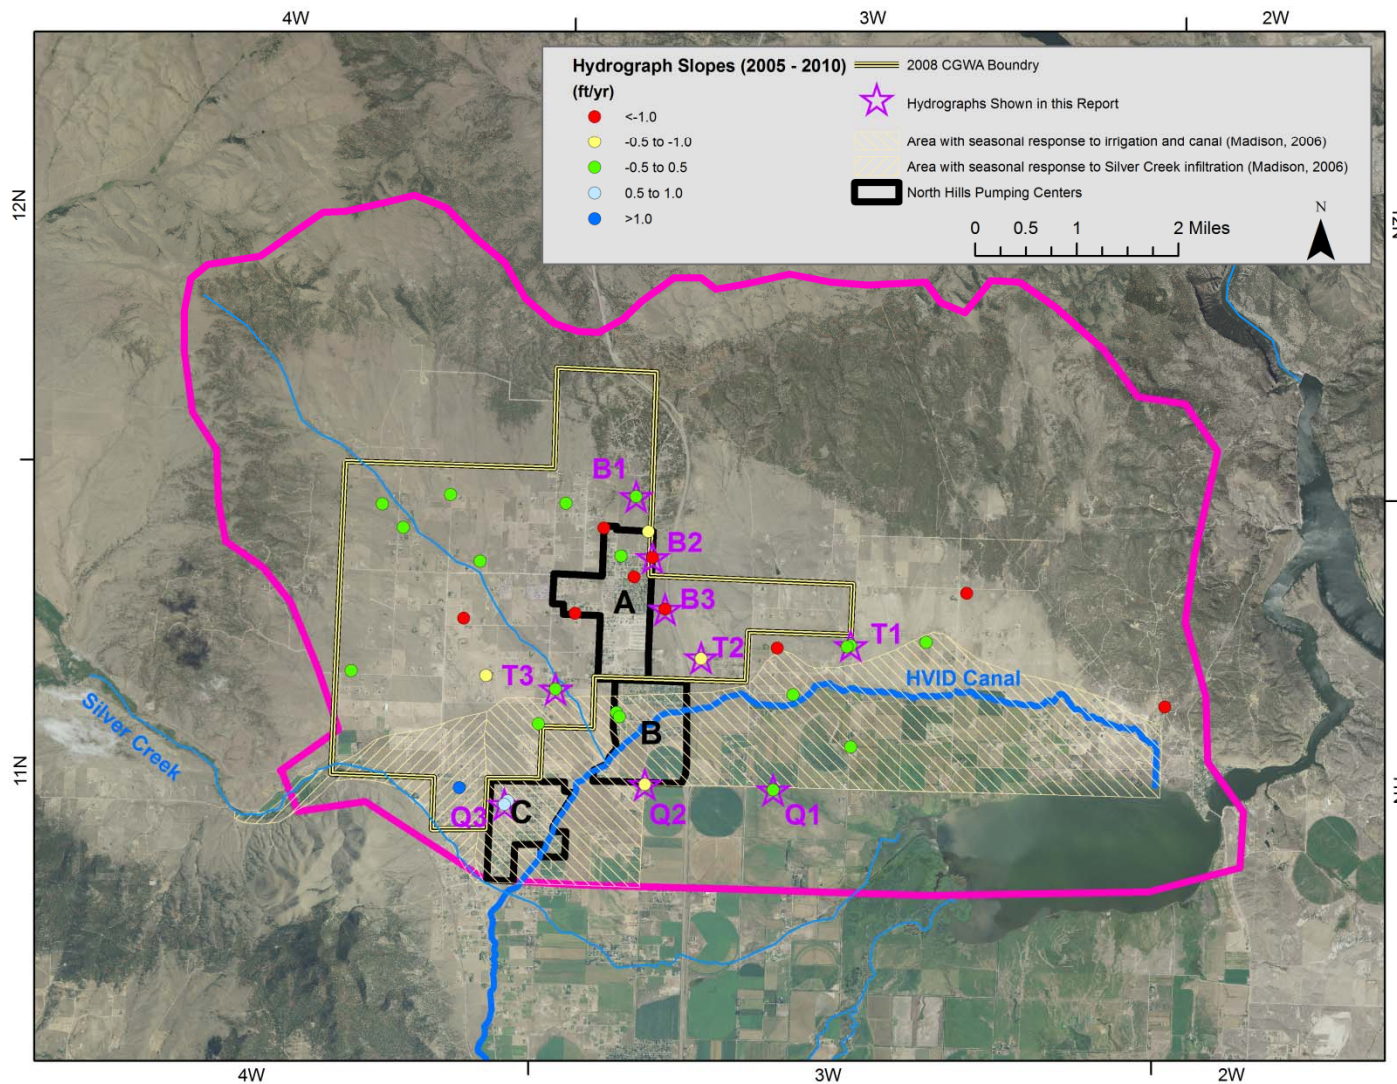 4W
3W
2W
Hydrograph Slopes (2005 - 2010)
(ft/yr)
<-1.0
-0.5 to -1.0
-0.5 to 0.5
0.5 to 1.0
>1.0
2008 CGWA Boundry
Hydrographs Shown in this Report
Area with seasonal response to irrigation and canal (Madison, 2006)
Area with seasonal response to Silver Creek infiltration (Madison, 2006)
North Hills Pumping Centers
0 0.5 1 2 Miles
N
12N
12N
B1
B2
A
B3
T2
T1
T3
HVID Canal
Silver Creek
B
11N
11N
Q3
C
Q2
Q1
4W
3W
2W